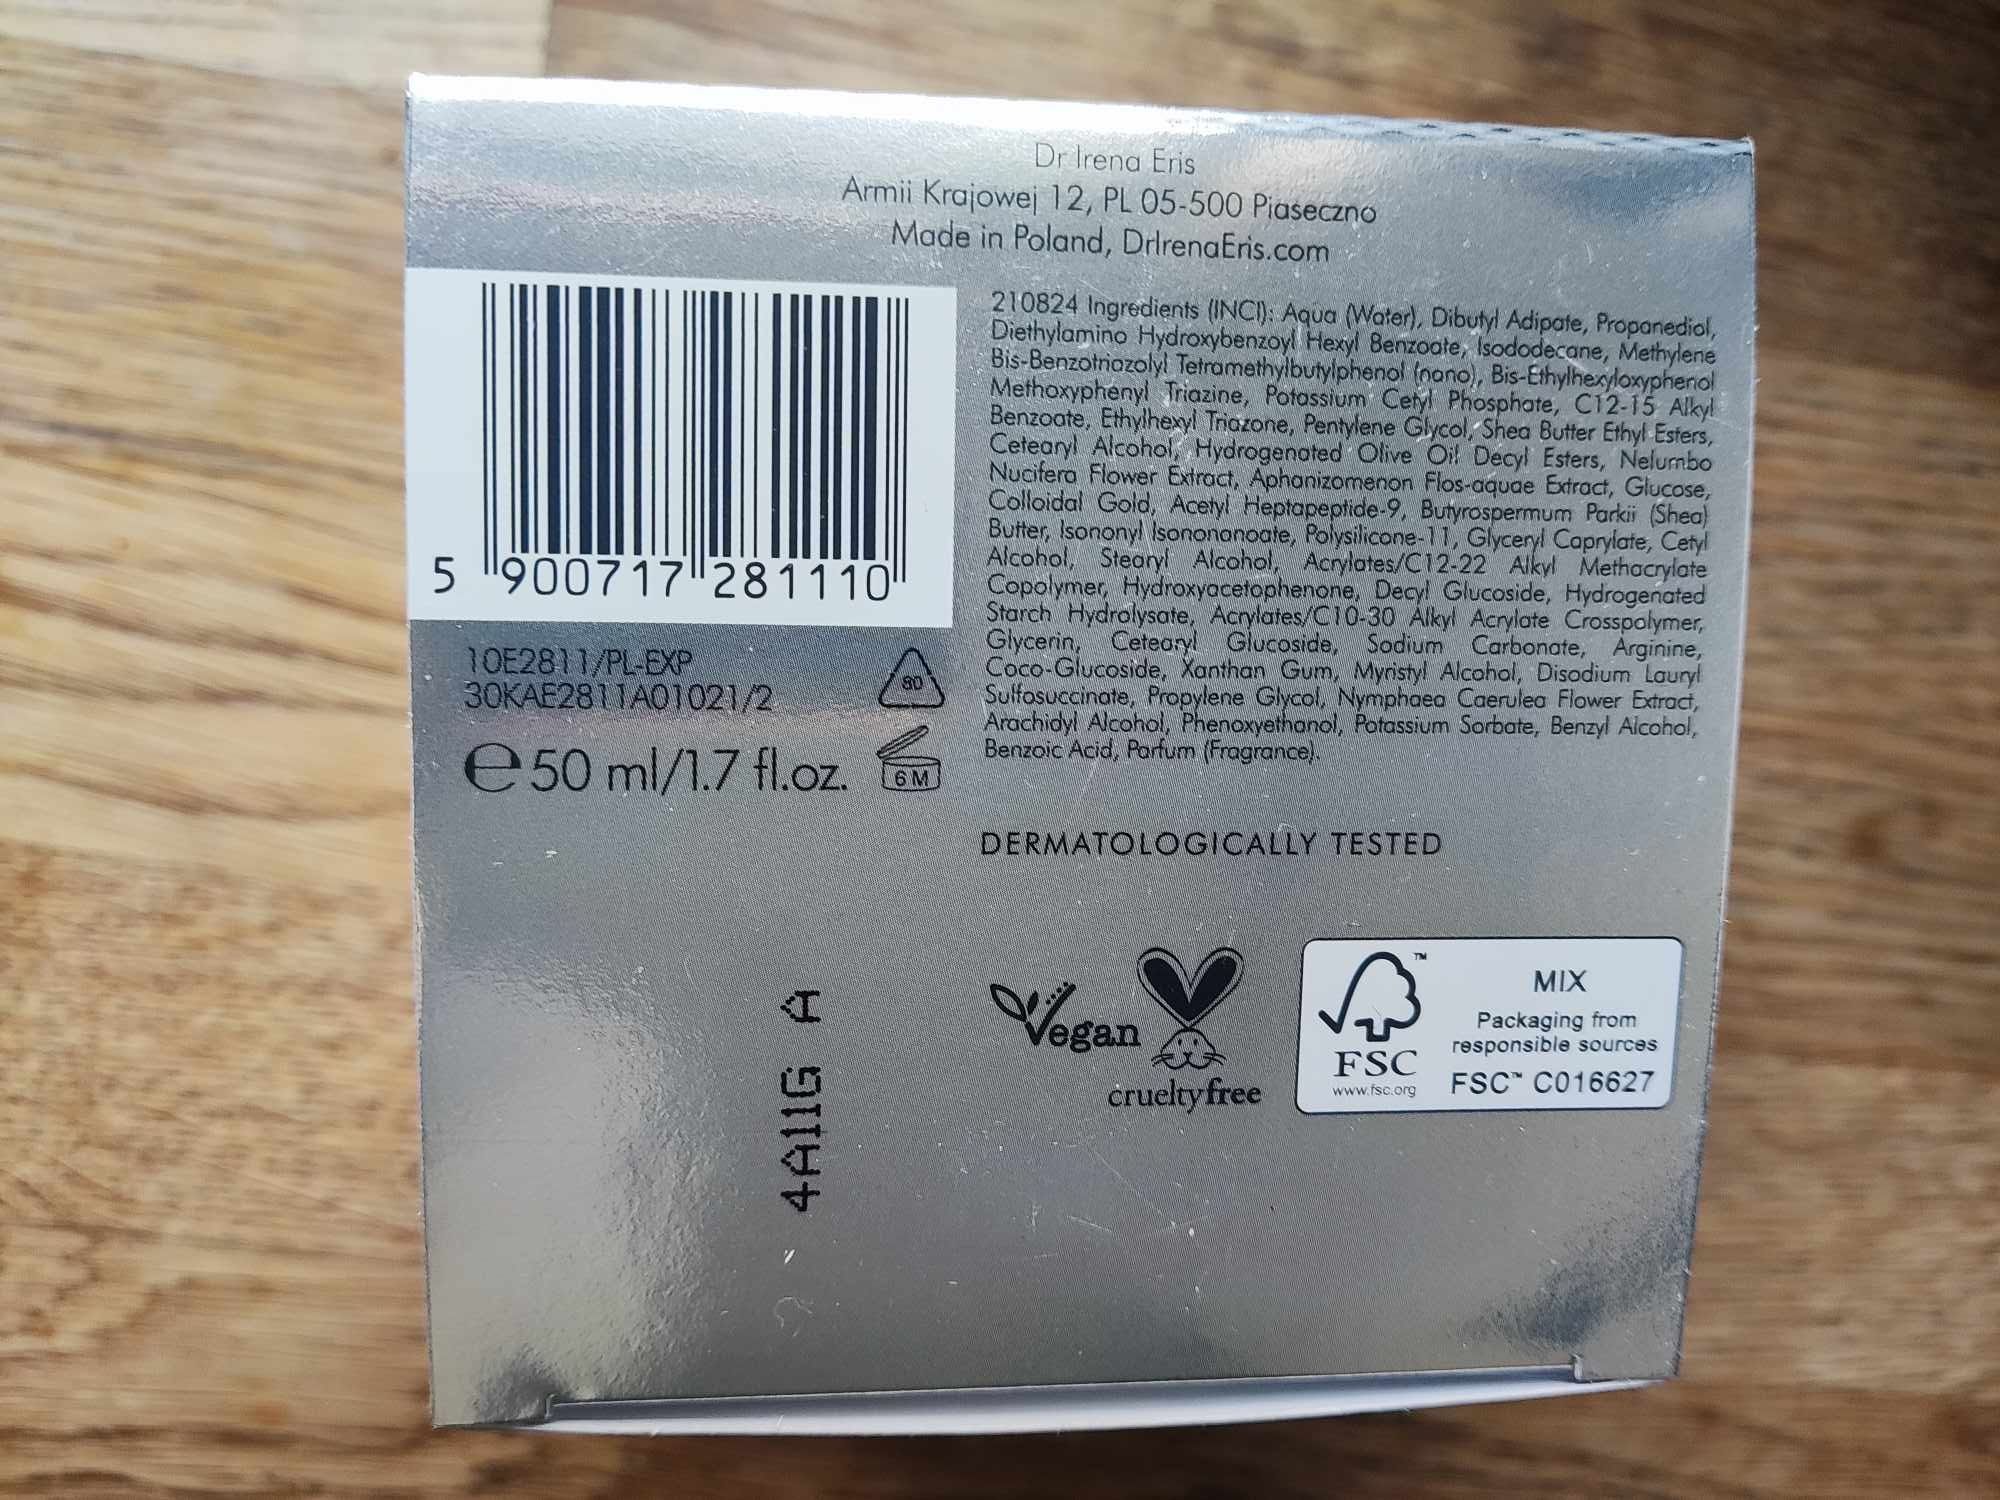 Dr Irena Eris
Armii Krajowej 12, PL 05-500 Piaseczno
Made in Poland, DrIrenaEris.com
210824 Ingredients (INCI): Aqua (Water), Dibutyl Adipate, Propanediol,
Diethylamino Hydroxybenzoyl Hexyl Benzoate, Isododecane, Methylene
Bis-Benzotriazolyl Tetramethylbutylphenol (nano), Bis-Ethylhexyloxyphenol
Methoxyphenyl Triazine, Potassium Cetyl Phosphate, C12-15 Alkyl
Benzoate, Ethylhexyl Triazone, Pentylene Glycol, Shea Butter Ethyl Esters,
Cetearyl Alcohol, Hydrogenated Olive Oil Decyl Esters, Nelumbo
Nucifera Flower Extract, Aphanizomenon Flos-aquae Extract, Glucose,
Colloidal Gold, Acetyl Heptapeptide-9, Butyrospermum Parkii (Shea)
Butter, Isononyl Isononanoate, Polysilicone-11, Glyceryl Caprylate, Cetyl
Alcohol, Stearyl Alcohol, Acrylates/C12-22 Alkyl Methacrylate
Copolymer, Hydroxyacetophenone, Decyl Glucoside, Hydrogenated
Starch Hydrolysate, Acrylates/C10-30 Alkyl Acrylate Crosspolymer,
Glycerin, Cetearyl Glucoside, Sodium Carbonate, Arginine,
Coco-Glucoside, Xanthan Gum, Myristyl Alcohol, Disodium Lauryl
Sulfosuccinate, Propylene Glycol, Nymphaea Caerulea Flower Extract,
Arachidyl Alcohol, Phenoxyethanol, Potassium Sorbate, Benzyl Alcohol,
Benzoic Acid, Parfum (Fragrance).
5 900717 281110
10E2811/PL-EXP
30KAE2811A01021/2
80
e 50 ml/1.7 fl.oz.
6 M
DERMATOLOGICALLY TESTED
Vegan
crueltyfree
FSC
www.fsc.org
TM
MIX
Packaging from
responsible sources
FSC™ C016627
4A11G A